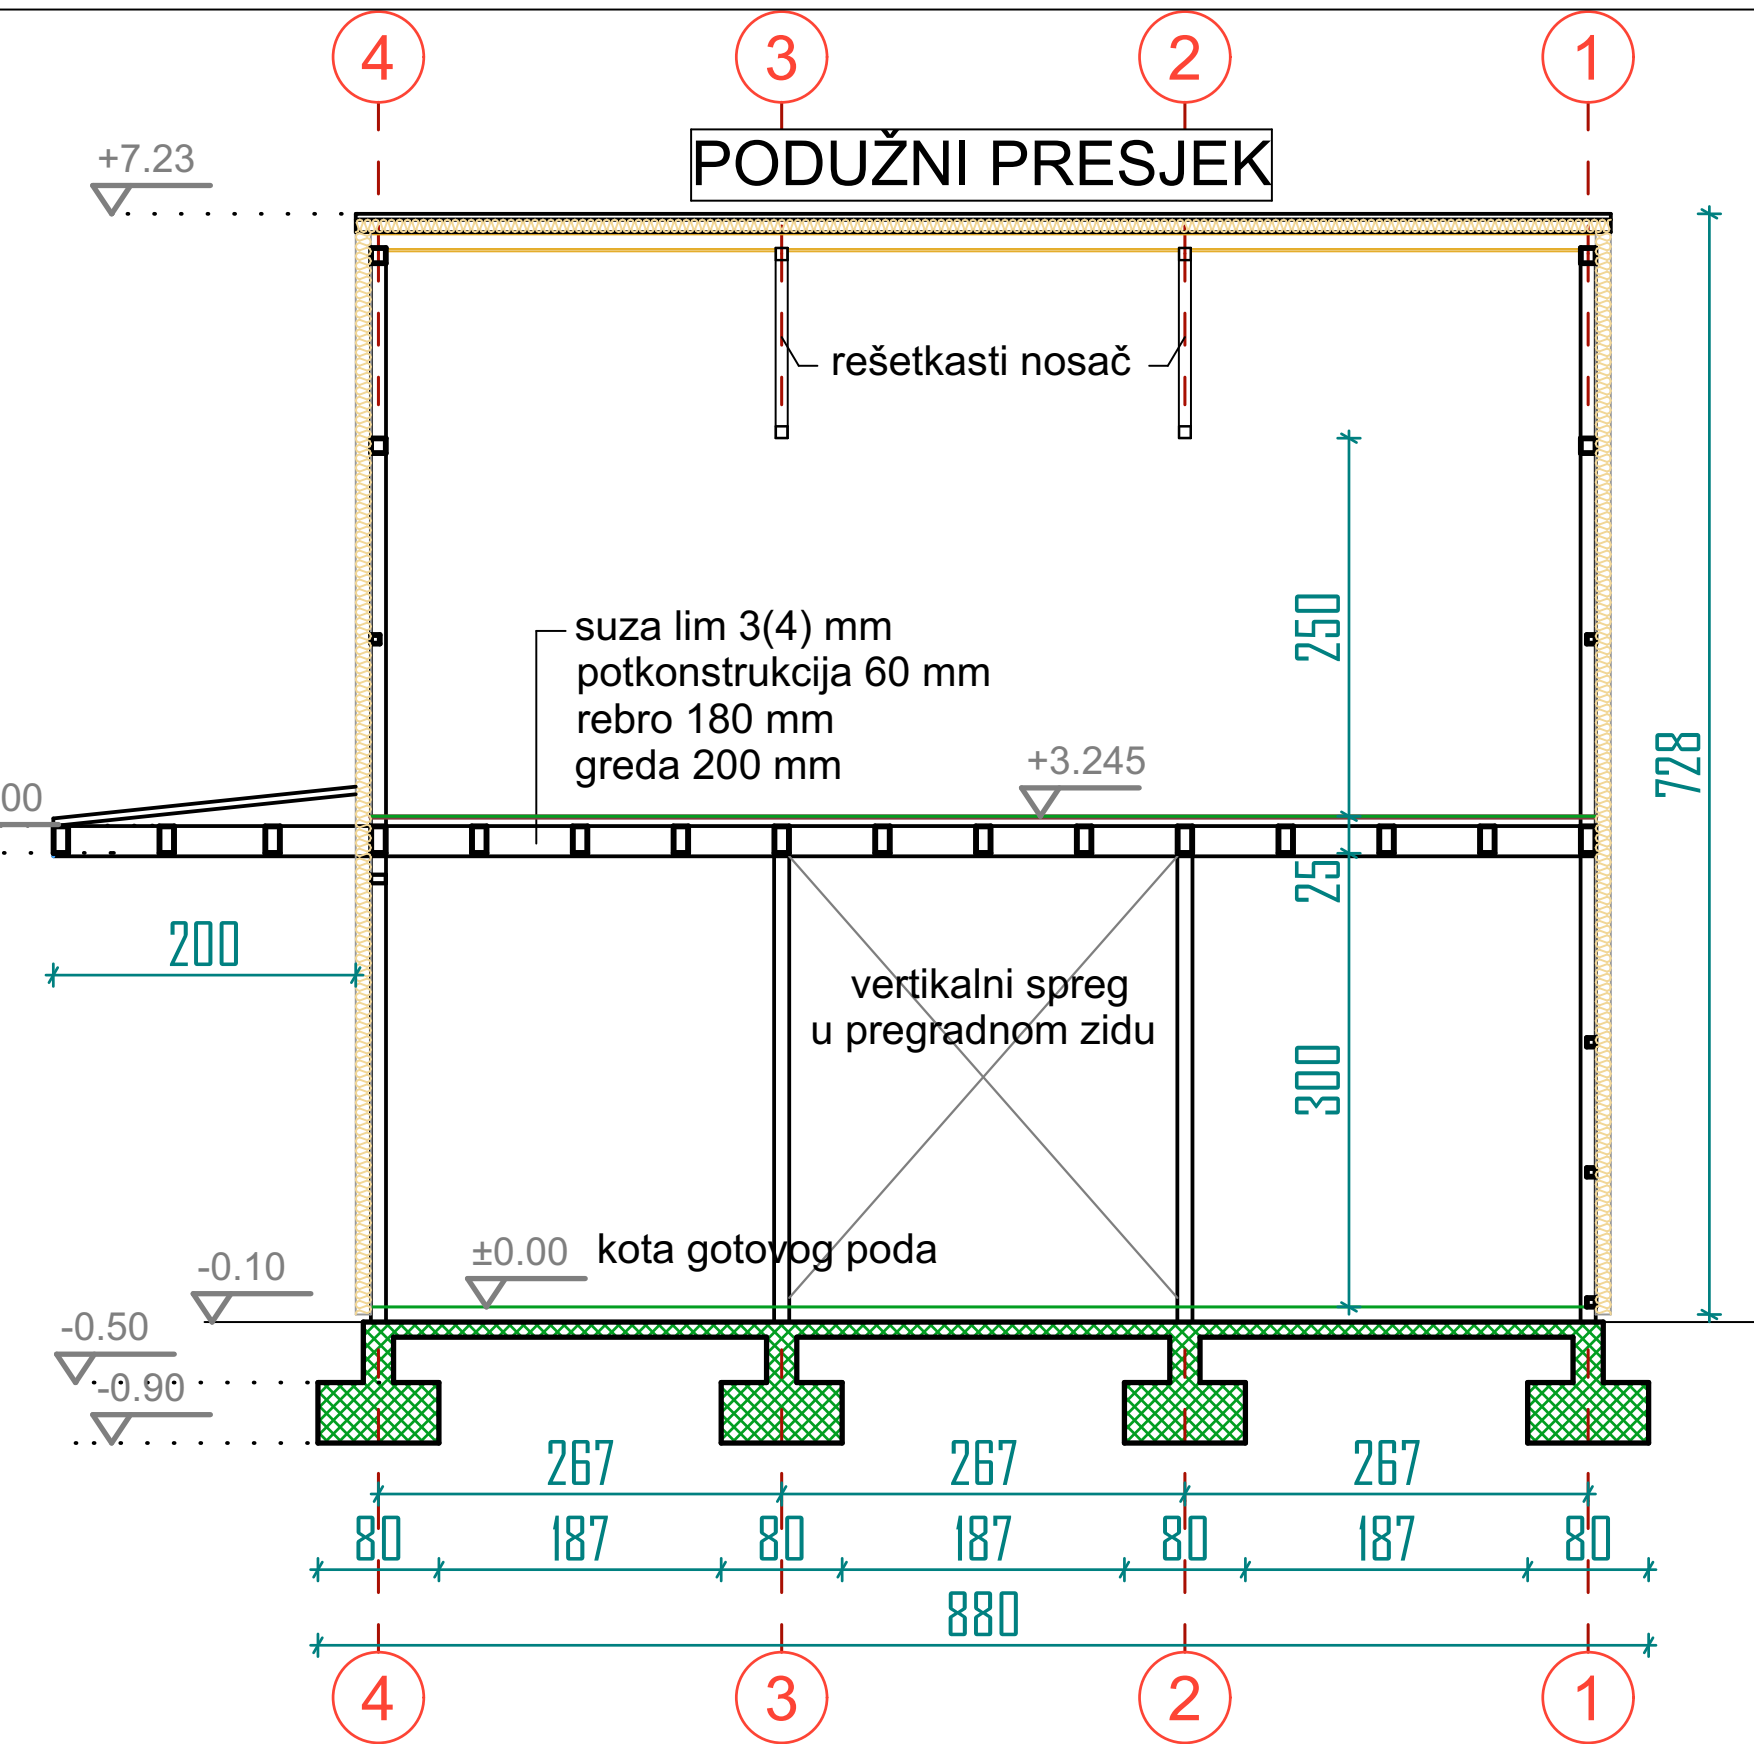 4 3 2 1
PODUŽNI PRESJEK
+7.23
rešetkasti nosač
250
728
suza lim 3(4) mm
potkonstrukcija 60 mm
rebro 180 mm
greda 200 mm
+3.245
00
25
200
vertikalni spreg
u pregradnom zidu
300
±0.00 kota gotovog poda
-0.10
-0.50
-0.90
267 267 267
80 187 80 187 80 187 80
880
4 3 2 1